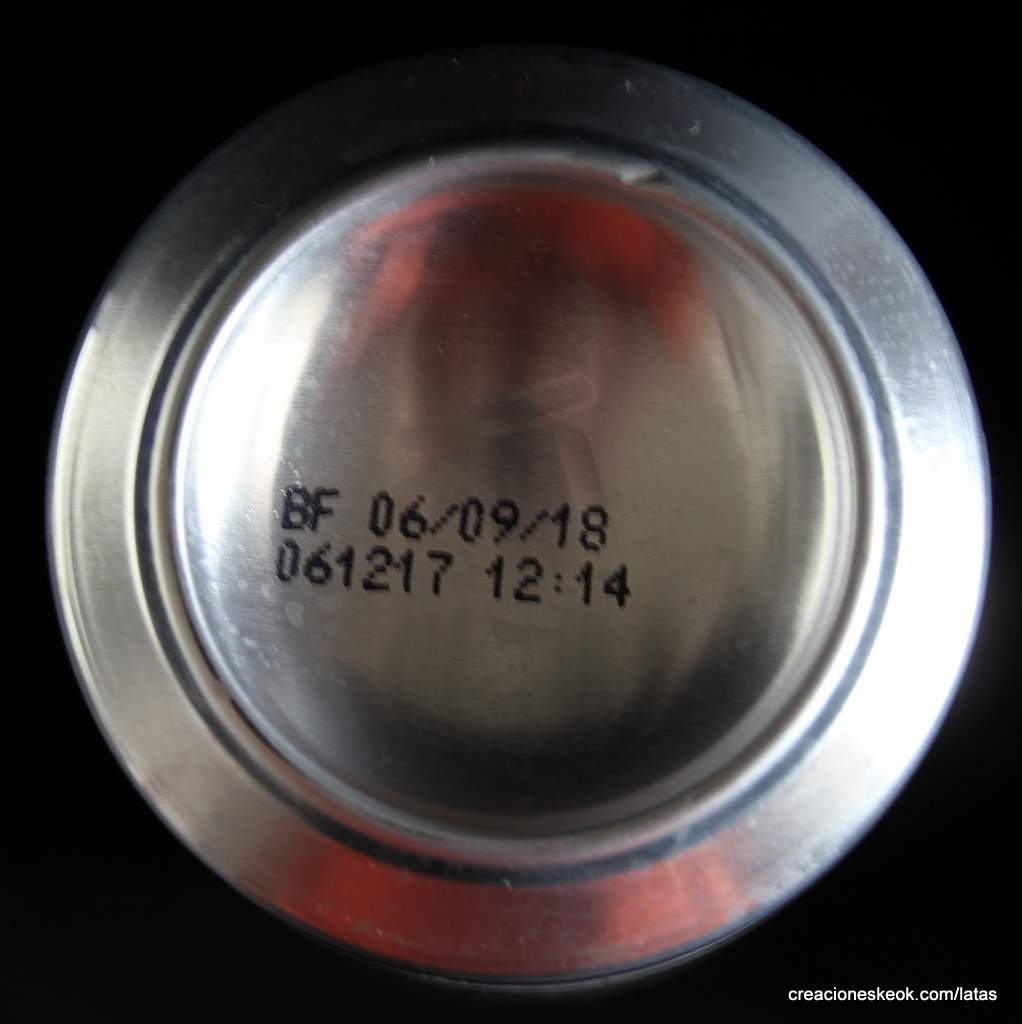 BF 06/09/18
061217 12:14
creacioneskeok.com/latas